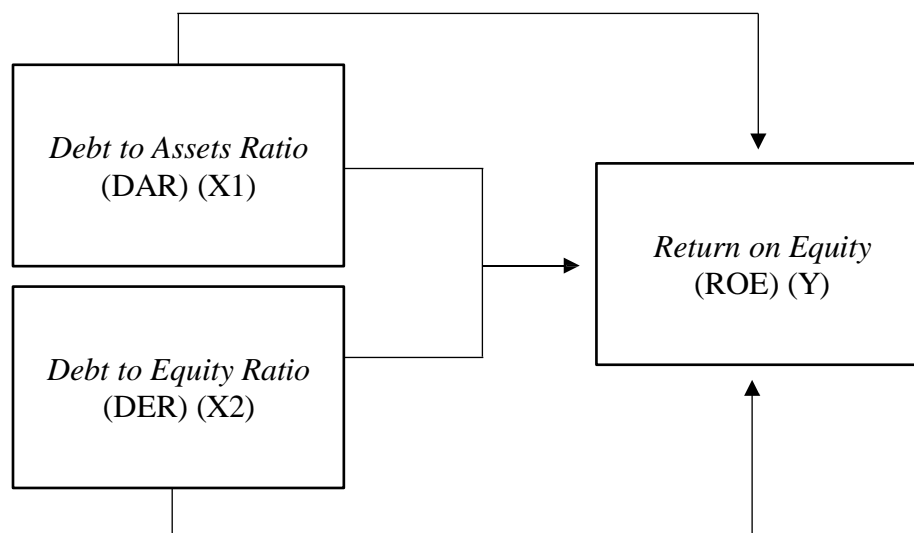 Debt to Assets Ratio
(DAR) (X1)
Return on Equity
(ROE) (Y)
Debt to Equity Ratio
(DER) (X2)